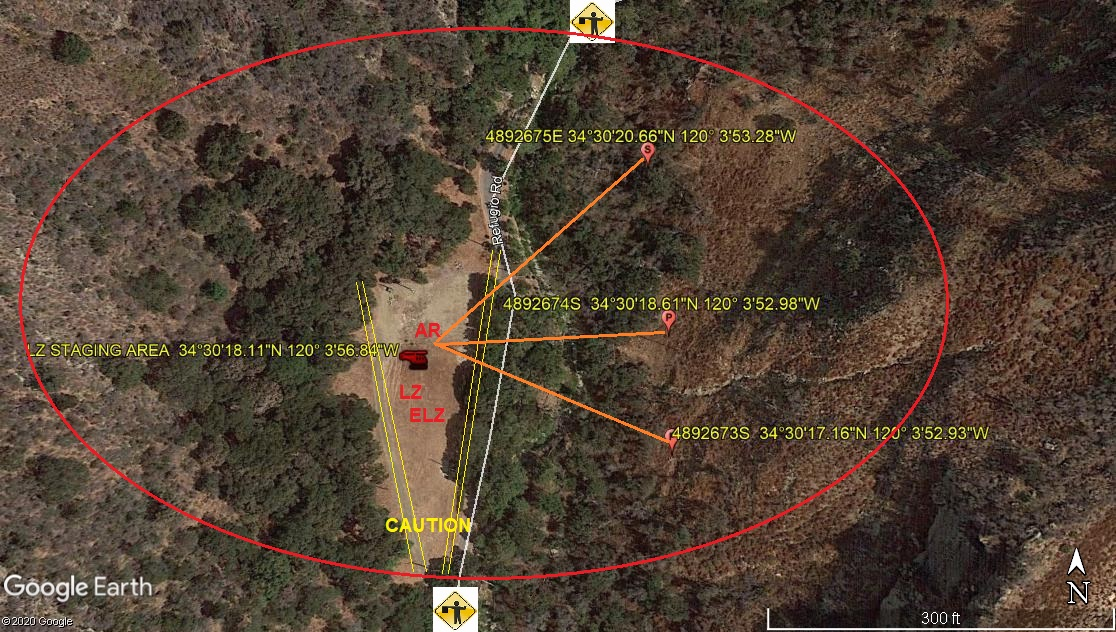 4892675E 34°30'20.66"N 120° 3'53.28"W
S
Refugio Rd
4892674S 34°30'18.61"N 120° 3'52.98"W
P
AR
LZ STAGING AREA 34°30'18.11"N 120° 3'56.84"W
LZ
ELZ
4892673S 34°30'17.16"N 120° 3'52.93"W
CAUTION
Google Earth
©2020 Google
N
300 ft